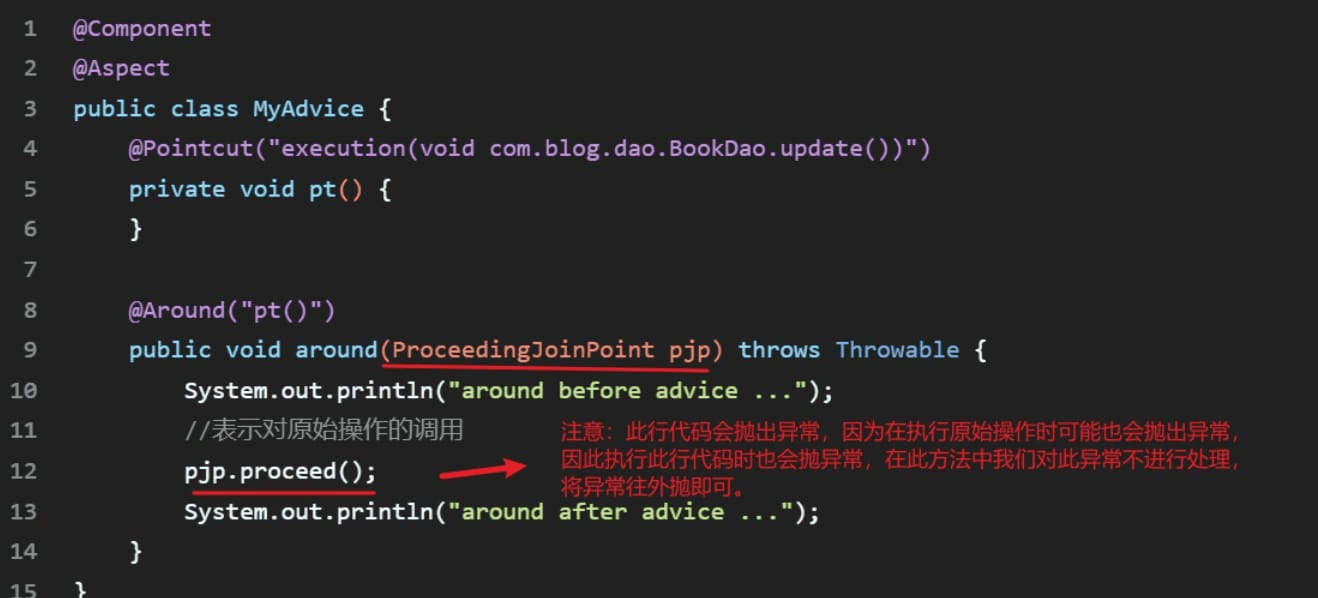 1 @Component
2 @Aspect
3 public class MyAdvice {
4 @Pointcut("execution(void com.blog.dao.BookDao.update())")
5 private void pt() {
6 }
7
8 @Around("pt()")
9 public void around(ProceedingJoinPoint pjp) throws Throwable {
10 System.out.println("around before advice ...");
11 //表示对原始操作的调用
12 pjp.proceed();
注意：此行代码会抛出异常，因为在执行原始操作时可能也会抛出异常，
因此执行此行代码时也会抛异常，在此方法中我们对此异常不进行处理，
将异常往外抛即可。
13 System.out.println("around after advice ...");
14 }
15 }